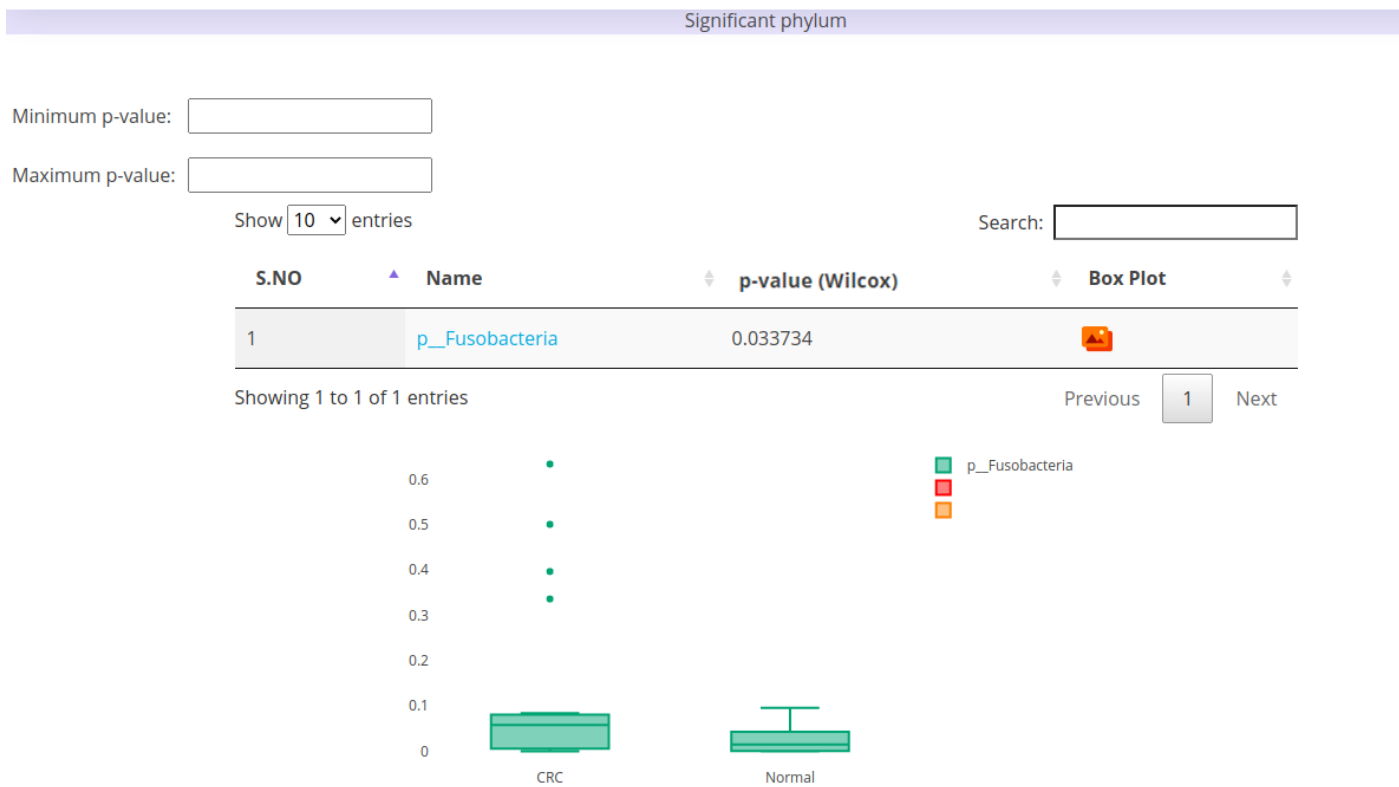 Significant phylum
Minimum p-value:
Maximum p-value:
Show 10 entries
Search:
S.NO Name p-value (Wilcox) Box Plot
1 p__Fusobacteria 0.033734
Showing 1 to 1 of 1 entries
Previous 1 Next
p__Fusobacteria
0.6
0.5
0.4
0.3
0.2
0.1
0
CRC Normal